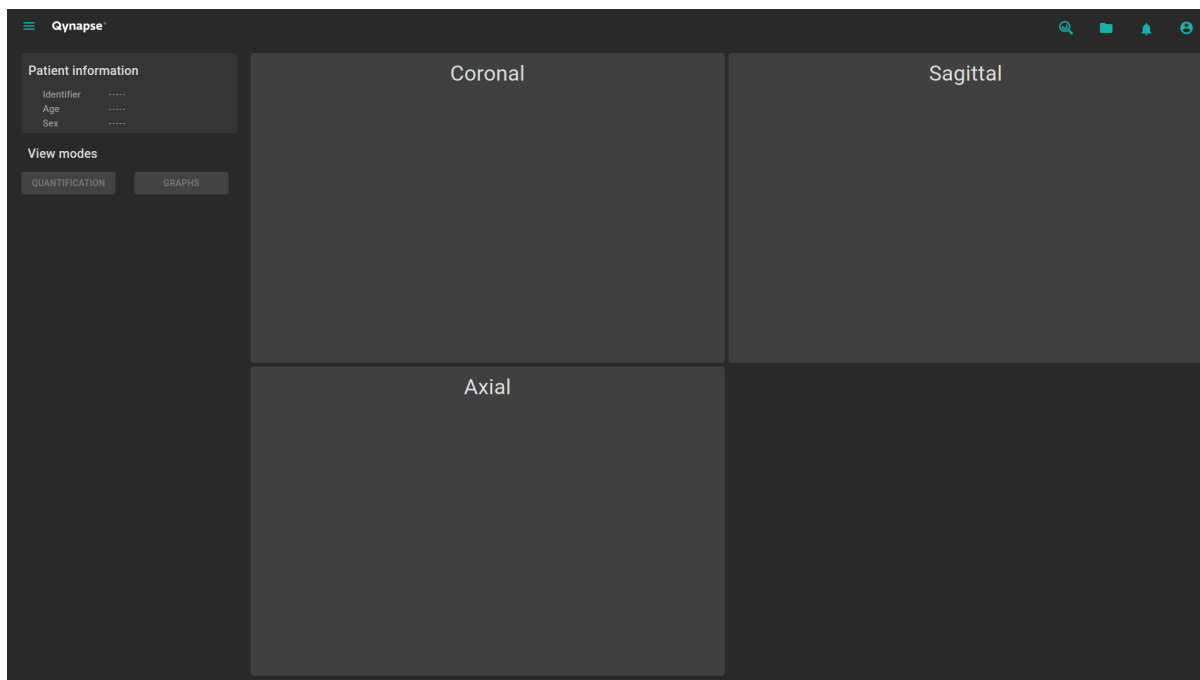 Qynapse
Patient information
Identifier -----
Age -----
Sex -----
View modes
QUANTIFICATION
GRAPHS
Coronal
Sagittal
Axial